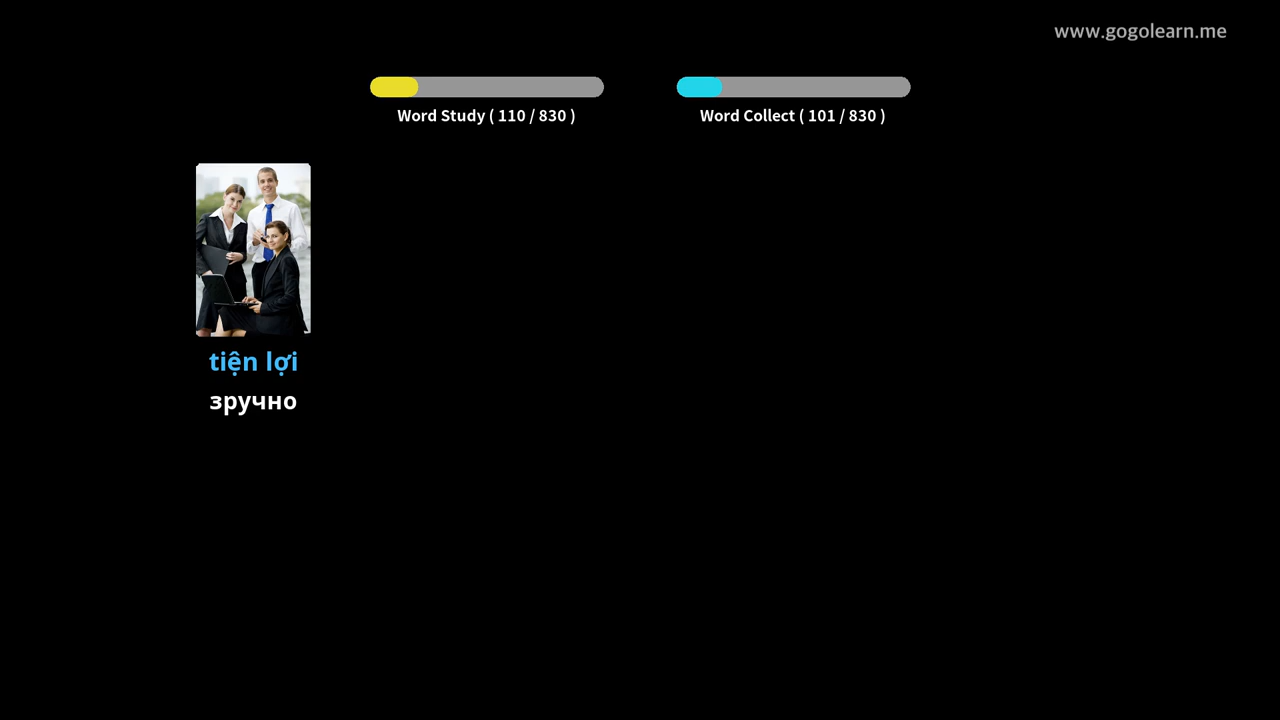 www.gogolearn.me
Word Study ( 110 / 830 )
Word Collect ( 101 / 830 )
tiện lợi
зручно